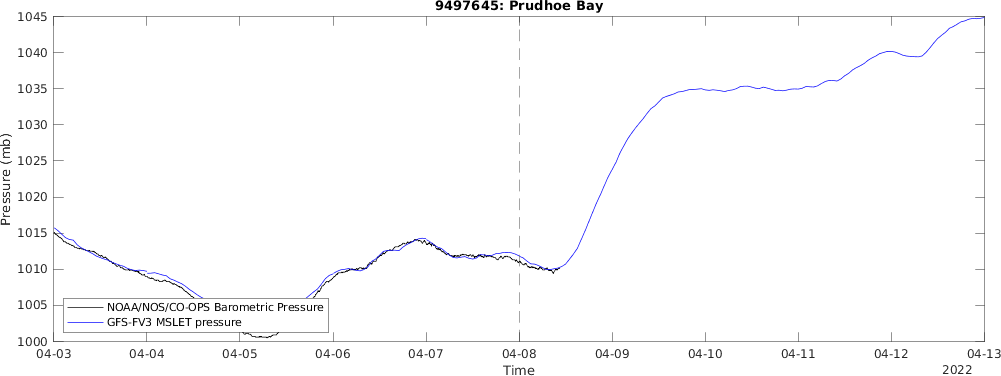 9497645: Prudhoe Bay
Pressure (mb)
1045
1040
1035
1030
1025
1020
1015
1010
1005
1000
NOAA/NOS/CO-OPS Barometric Pressure
GFS-FV3 MSLET pressure
04-03 04-04 04-05 04-06 04-07 04-08 04-09 04-10 04-11 04-12 04-13
Time
2022